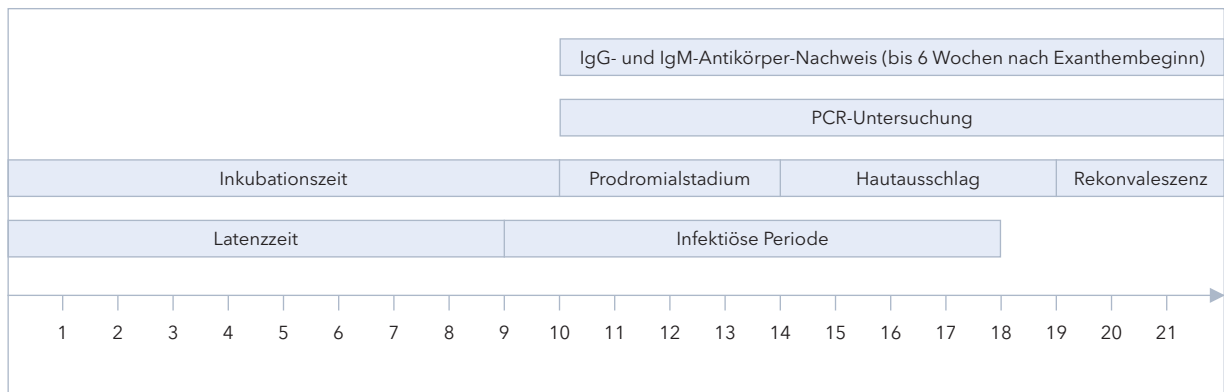 IgG- und IgM-Antikörper-Nachweis (bis 6 Wochen nach Exanthembeginn)
PCR-Untersuchung
Inkubationszeit Prodromialstadium Hautausschlag Rekonvaleszenz
Latenzzeit Infektiöse Periode
1 2 3 4 5 6 7 8 9 10 11 12 13 14 15 16 17 18 19 20 21